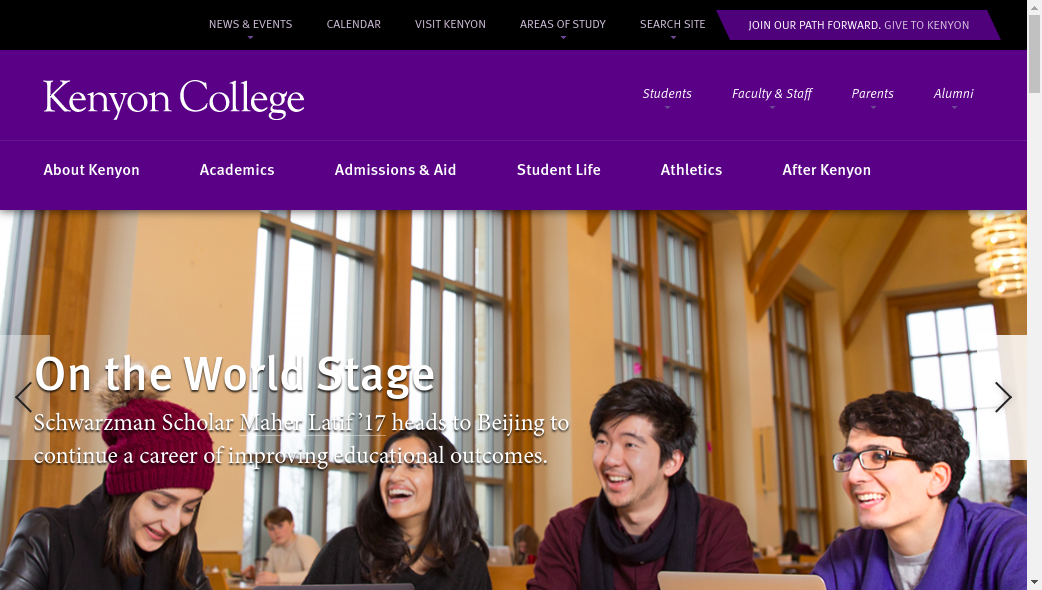 NEWS & EVENTS CALENDAR VISIT KENYON AREAS OF STUDY SEARCH SITE JOIN OUR PATH FORWARD. GIVE TO KENYON
Kenyon College
Students Faculty & Staff Parents Alumni
About Kenyon Academics Admissions & Aid Student Life Athletics After Kenyon
On the World Stage
Schwarzman Scholar Maher Latif ’17 heads to Beijing to
continue a career of improving educational outcomes.